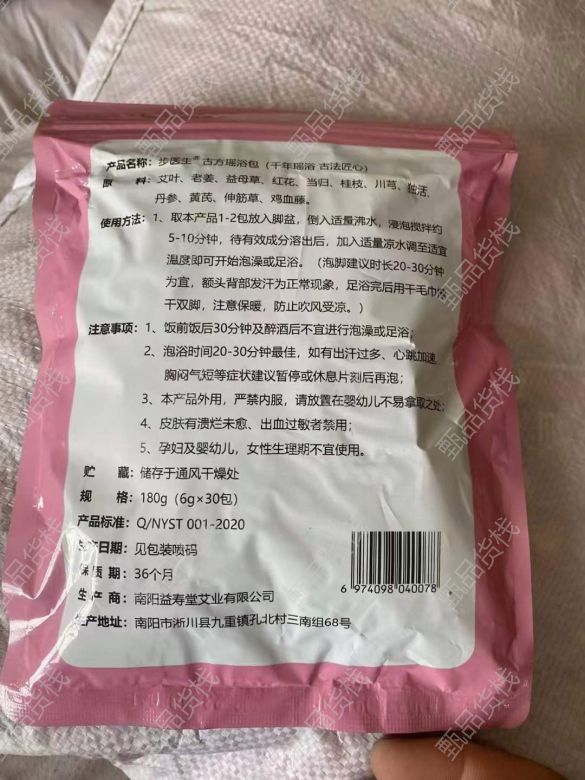 产品名称：步医生® 古方瑶浴包（千年瑶浴 古法匠心）
原 料：艾叶、老姜、益母草、红花、当归、桂枝、川芎、独活、
丹参、黄芪、伸筋草、鸡血藤。
使用方法：1、取本产品1-2包放入脚盆，倒入适量沸水，浸泡搅拌约
5-10分钟，待有效成分溶出后，加入适量凉水调至适宜
温度即可开始泡澡或足浴。（泡脚建议时长20-30分钟
为宜，额头背部发汗为正常现象，足浴完后用干毛巾擦
干双脚，注意保暖，防止吹风受凉。）
注意事项：1、饭前饭后30分钟及醉酒后不宜进行泡澡或足浴；
2、泡浴时间20-30分钟最佳，如有出汗过多、心跳加速
胸闷气短等症状建议暂停或休息片刻后再泡；
3、本产品外用，严禁内服，请放置在婴幼儿不易拿取之处；
4、皮肤有溃烂未愈、出血过敏者禁用；
5、孕妇及婴幼儿，女性生理期不宜使用。
贮 藏：储存于通风干燥处
规 格：180g（6g×30包）
产品标准：Q/NYST 001-2020
生产日期：见包装喷码
保 质 期：36个月
生 产 商：南阳益寿堂艾业有限公司
生产地址：南阳市淅川县九重镇孔北村三南组68号
6 974098 040078
甄品货栈